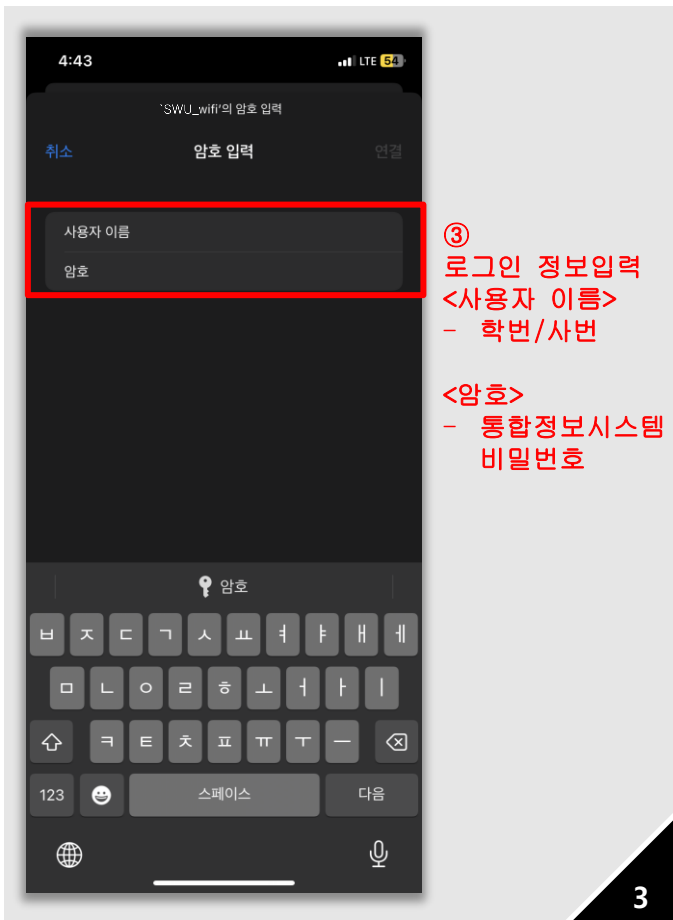 4:43
LTE 54
`SWU_wifi'의 암호 입력
취소 암호 입력 연결
사용자 이름
암호
③
로그인 정보입력
<사용자 이름>
- 학번/사번
<암호>
- 통합정보시스템
비밀번호
암호
ㅂ ㅈ ㄷ ㄱ ㅅ ㅛ ㅕ ㅑ ㅐ ㅔ
ㅁ ㄴ ㅇ ㄹ ㅎ ㅗ ㅓ ㅏ ㅣ
ㅋ ㅌ ㅊ ㅍ ㅠ ㅜ ㅡ
123 스페이스 다음
3